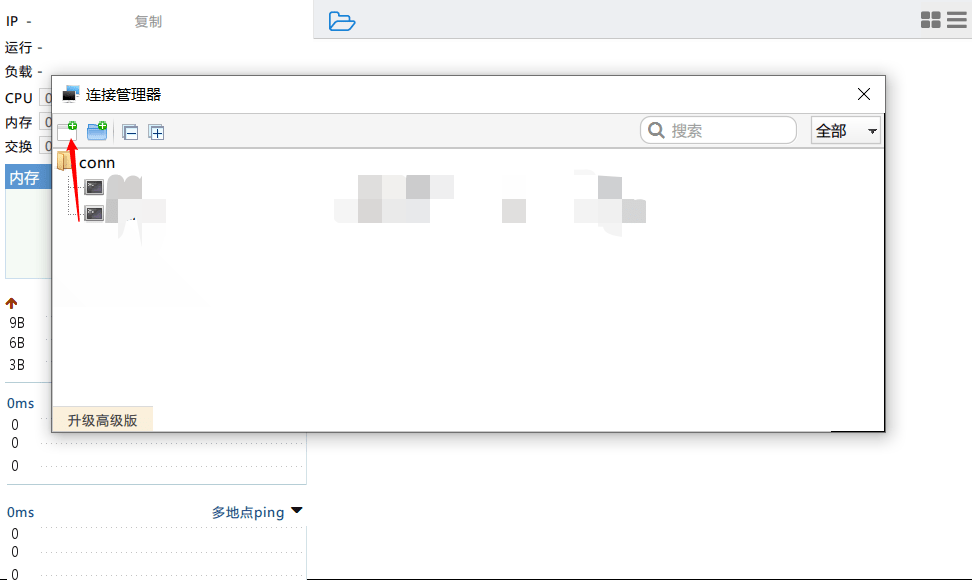 IP -
复制
运行 -
负载 -
CPU 0
内存 0
交换 0
内存
连接管理器
搜索
全部
conn
升级高级版
9B
6B
3B
0ms
0
0
0
0ms
多地点ping
0
0
0